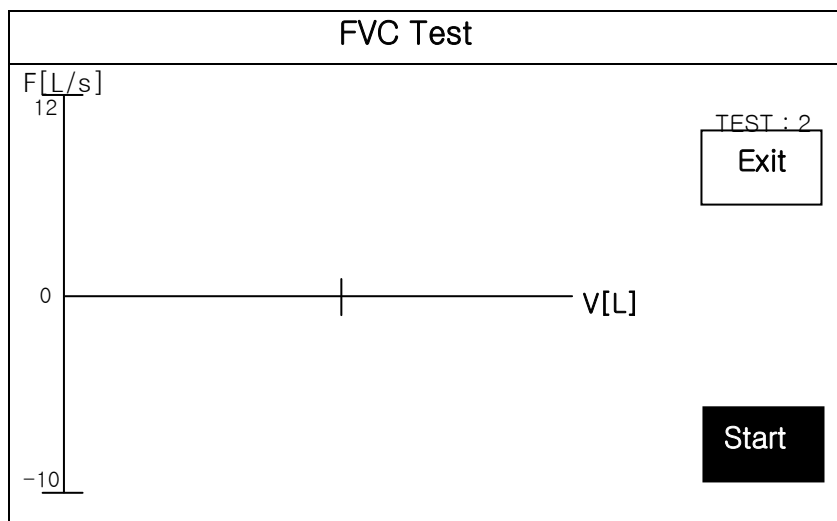 FVC Test
F[L/s]
12
TEST : 2
Exit
0
V[L]
Start
-10